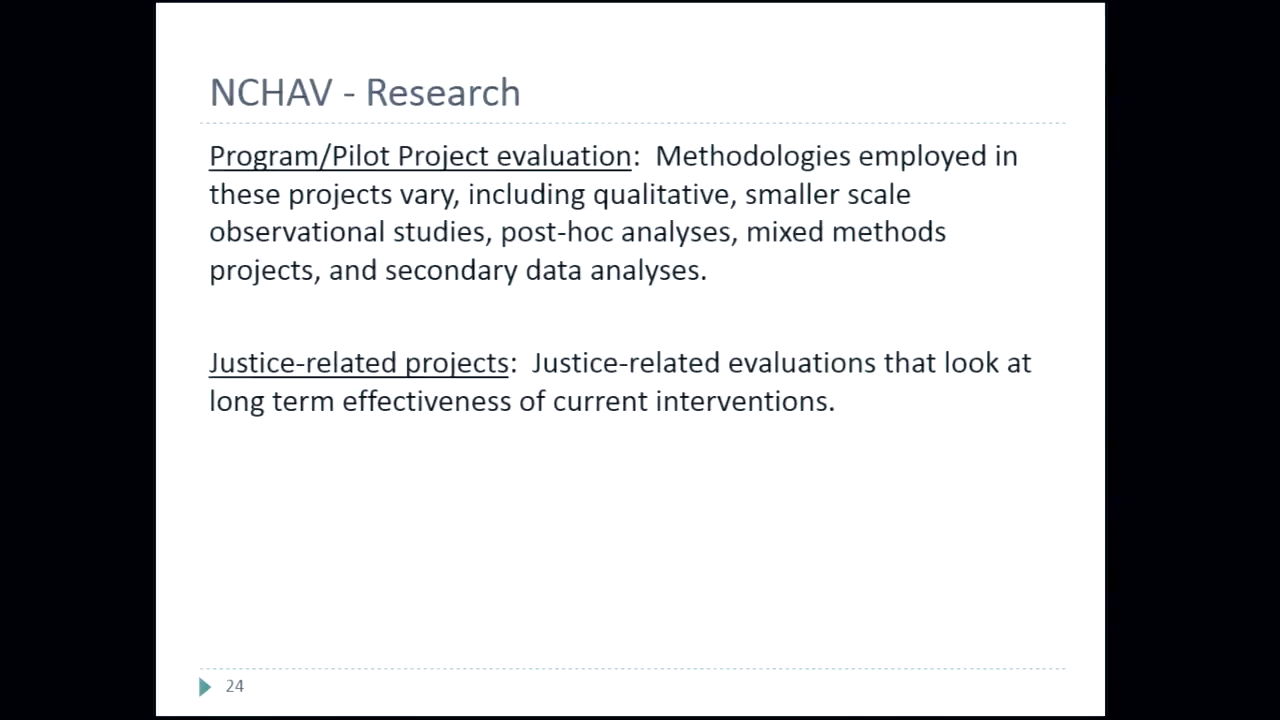 NCHAV - Research
Program/Pilot Project evaluation:  Methodologies employed in
these projects vary, including qualitative, smaller scale
observational studies, post-hoc analyses, mixed methods
projects, and secondary data analyses.
Justice-related projects:  Justice-related evaluations that look at
long term effectiveness of current interventions.
24